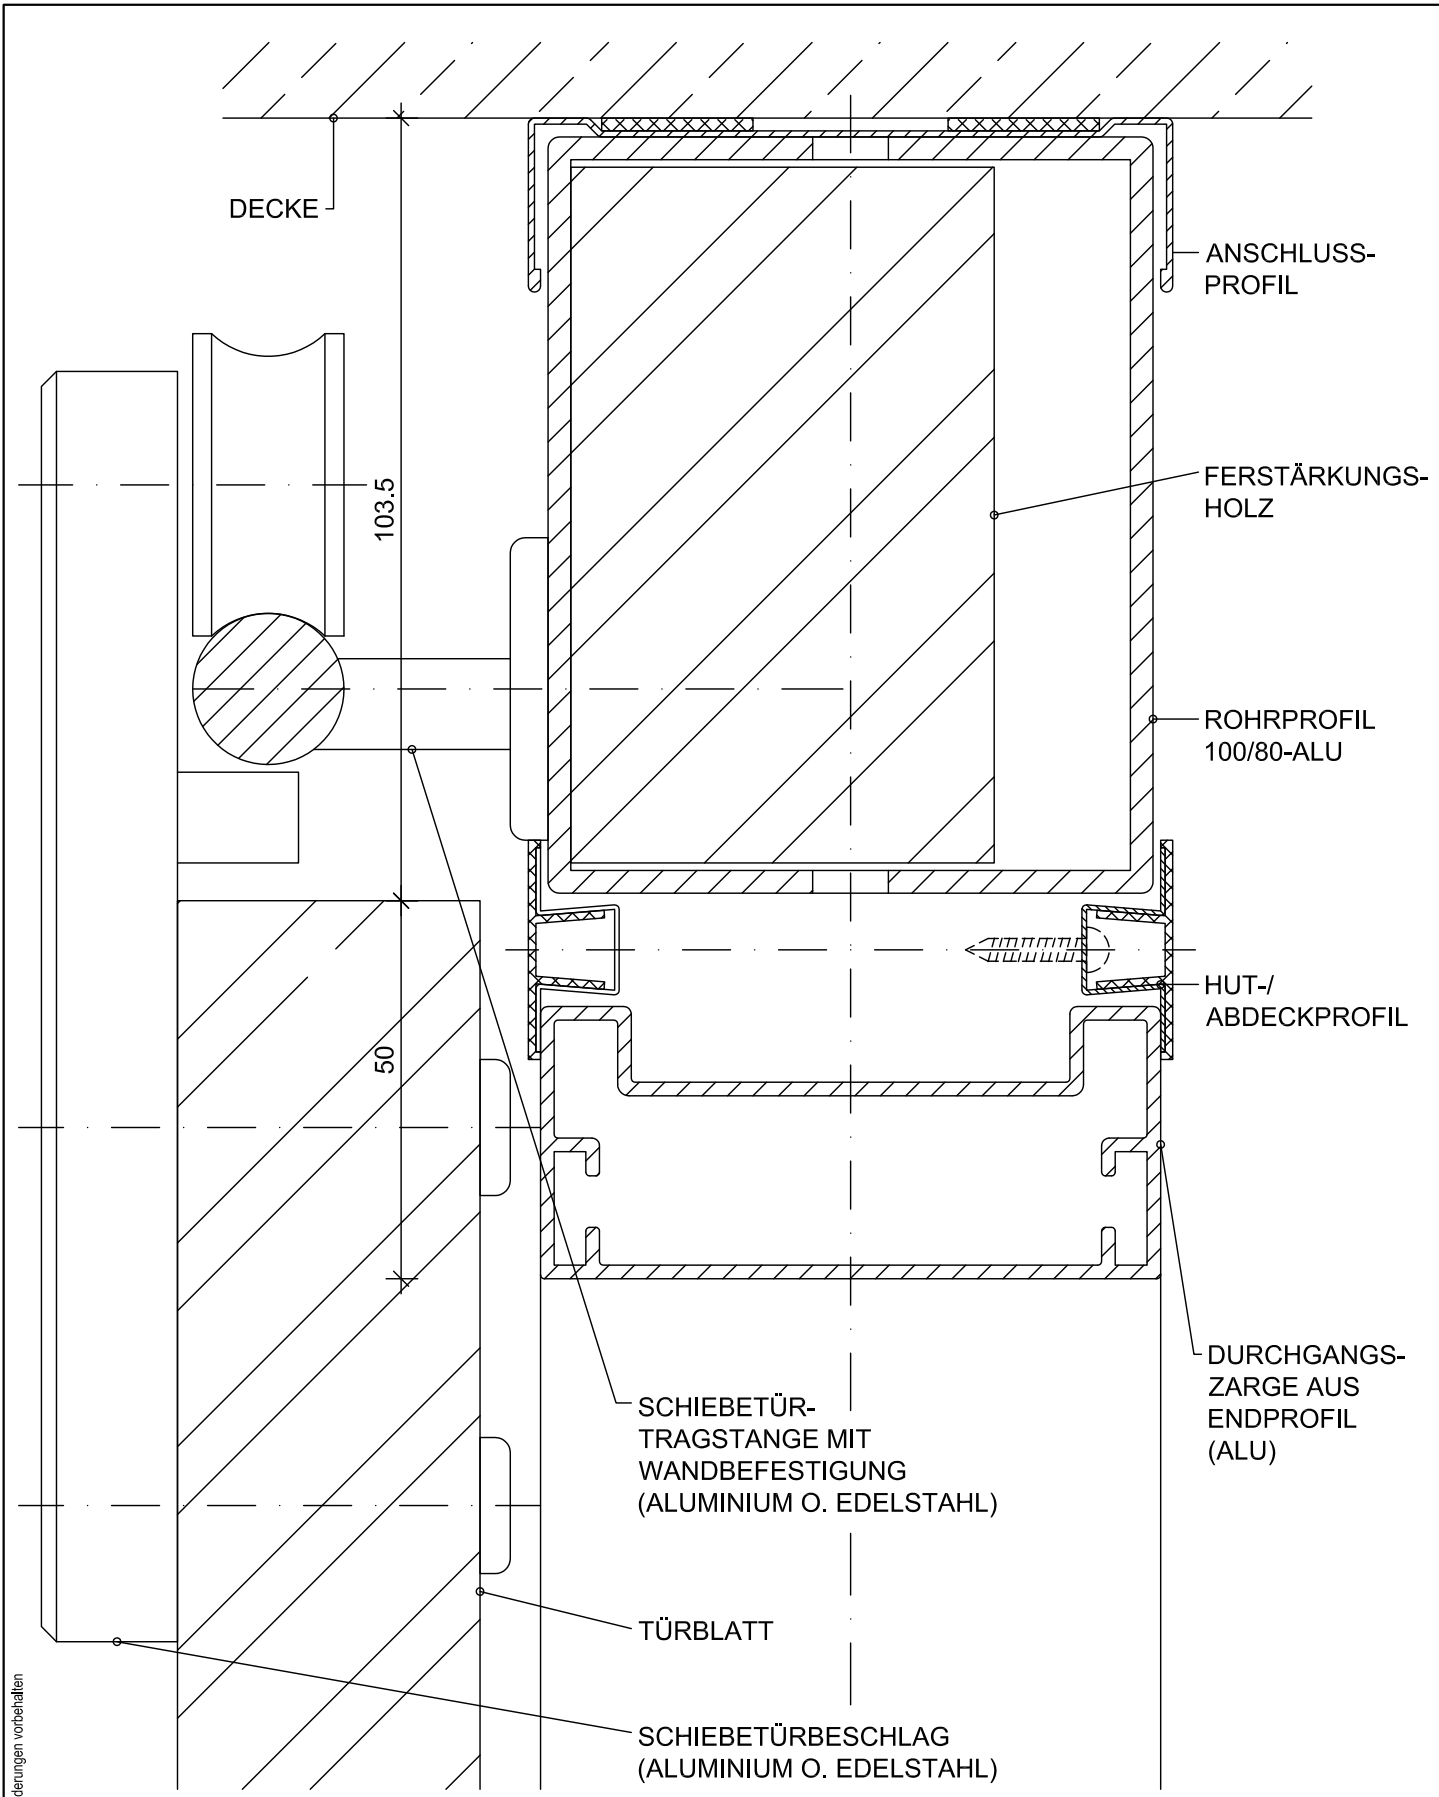 DECKE
ANSCHLUSS-
PROFIL
103.5
FERSTÄRKUNGS-
HOLZ
ROHRPROFIL
100/80-ALU
HUT-/
ABDECKPROFIL
50
DURCHGANGS-
ZARGE AUS
ENDPROFIL
(ALU)
SCHIEBETÜR-
TRAGSTANGE MIT
WANDBEFESTIGUNG
(ALUMINIUM O. EDELSTAHL)
TÜRBLATT
SCHIEBETÜRBESCHLAG
(ALUMINIUM O. EDELSTAHL)
derungen vorbehalten